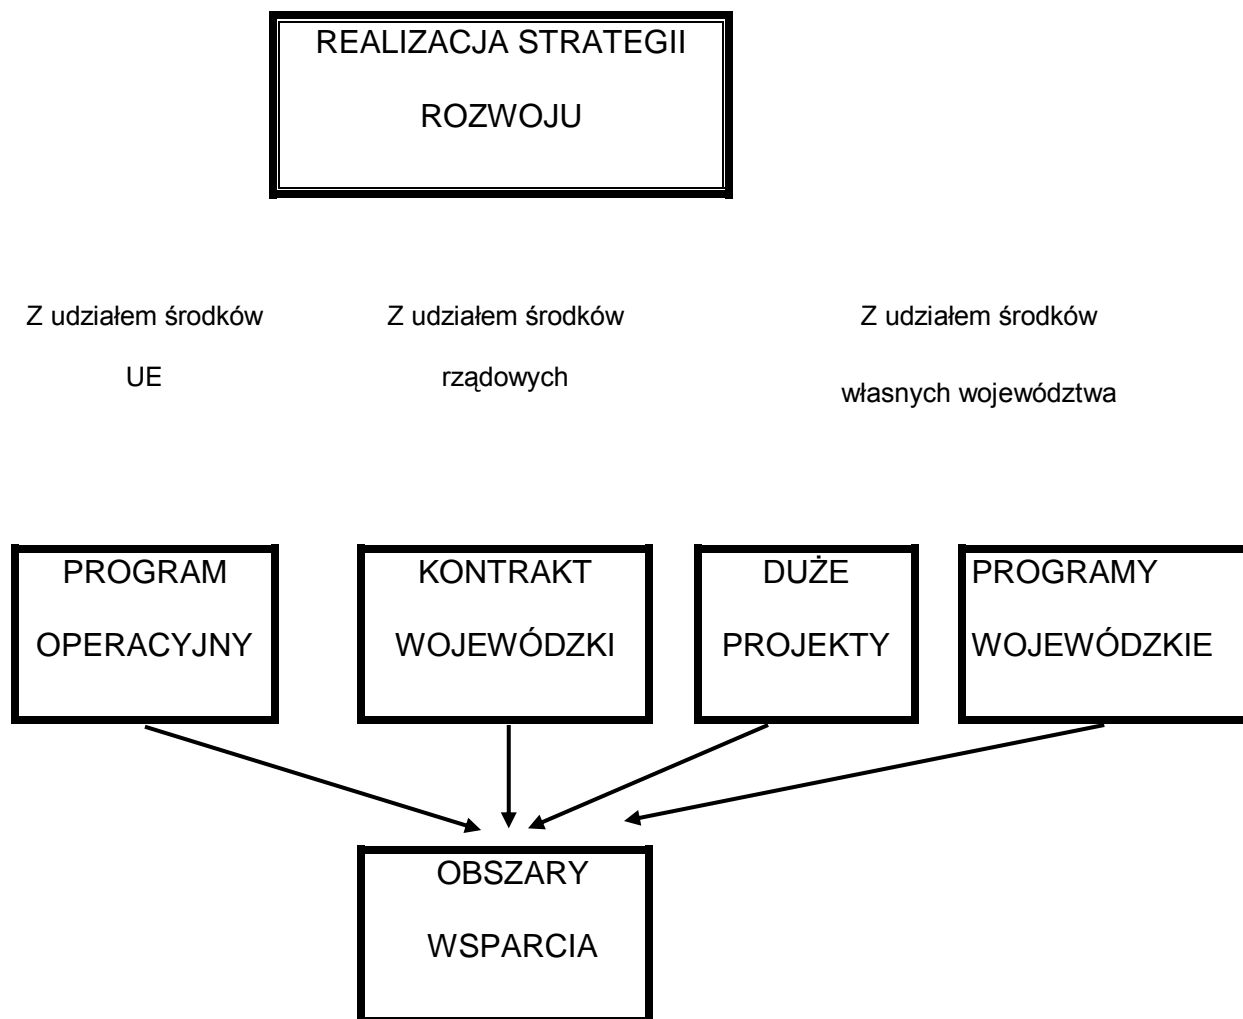 REALIZACJA STRATEGII
ROZWOJU
Z udziałem środków
UE
Z udziałem środków
rządowych
Z udziałem środków
własnych województwa
PROGRAM
OPERACYJNY
KONTRAKT
WOJEWÓDZKI
DUŻE
PROJEKTY
PROGRAMY
WOJEWÓDZKIE
OBSZARY
WSPARCIA